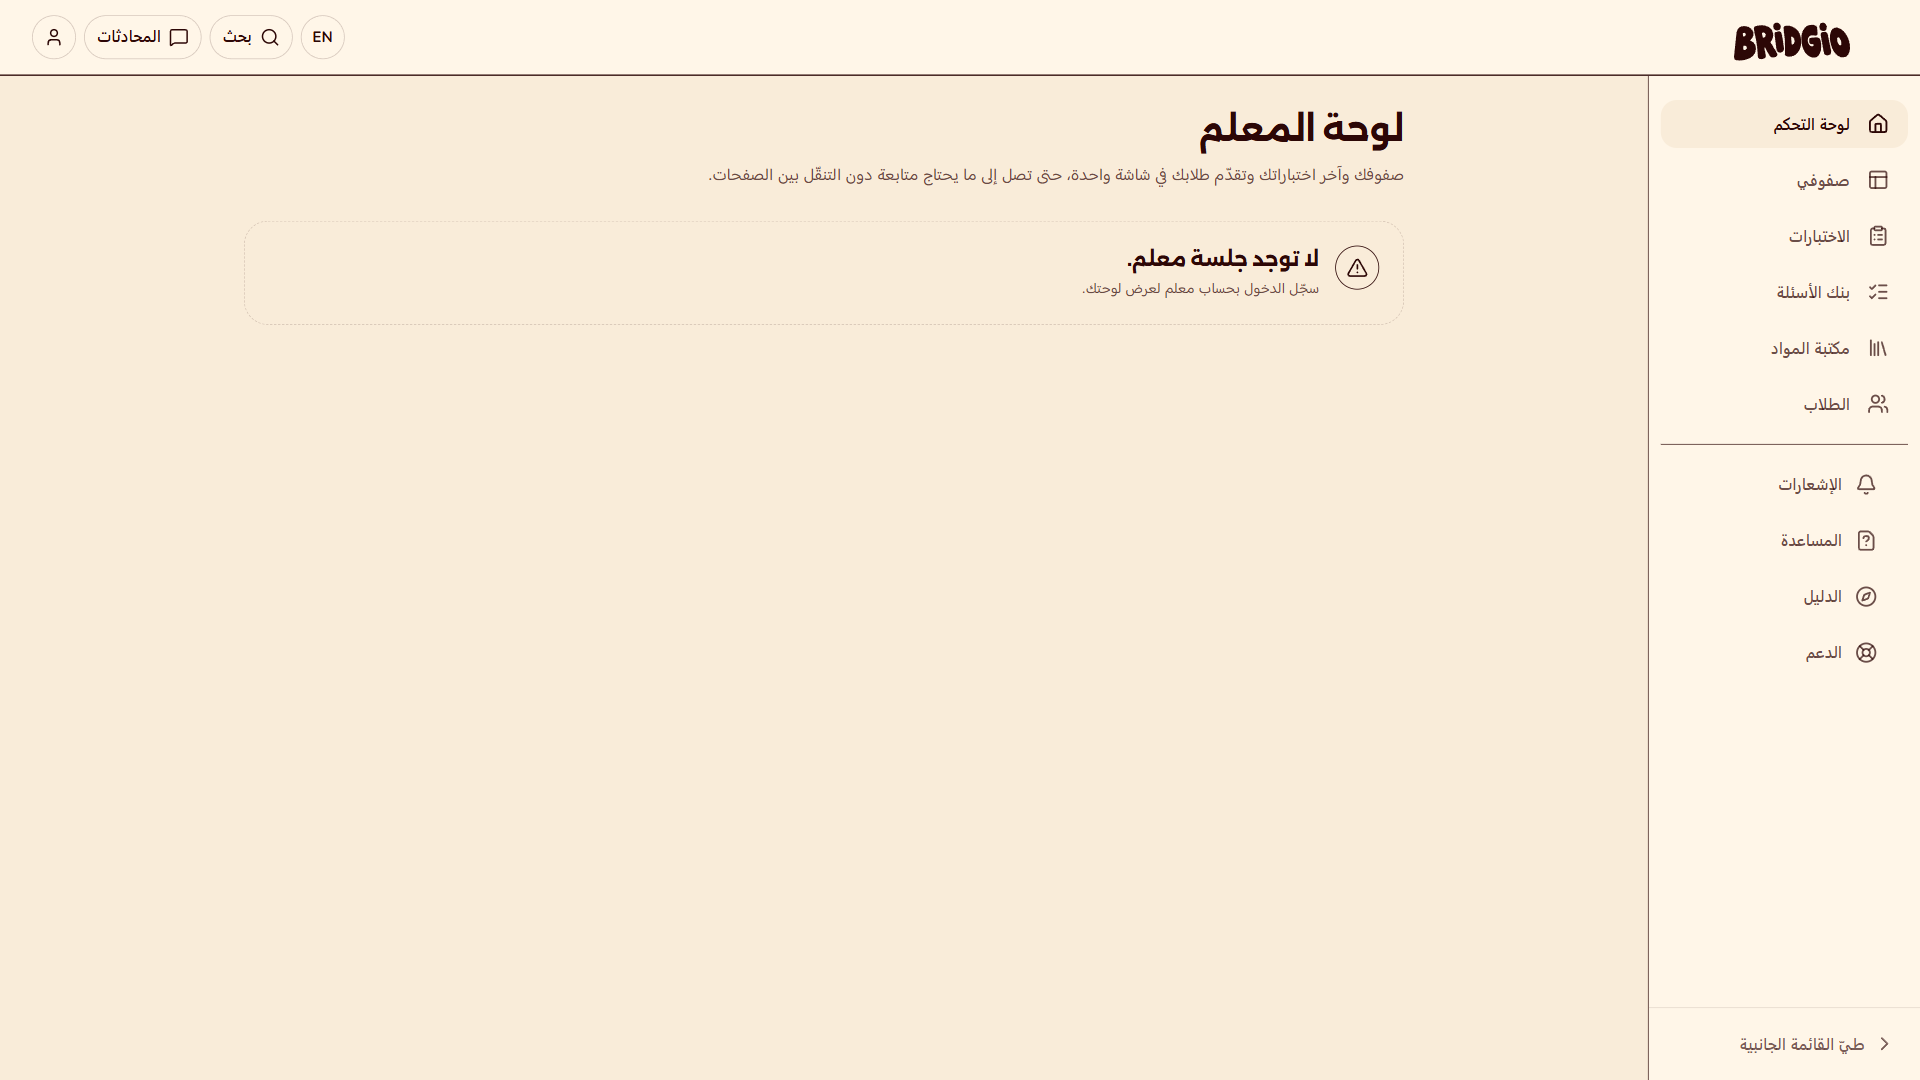 BRiDGiO
EN
بحث
المحادثات
لوحة التحكم
صفوفي
الاختبارات
بنك الأسئلة
مكتبة المواد
الطلاب
الإشعارات
المساعدة
الدليل
الدعم
طيّ القائمة الجانبية
لوحة المعلم
صفوفك وآخر اختباراتك وتقدّم طلابك في شاشة واحدة، حتى تصل إلى ما يحتاج متابعة دون التنقّل بين الصفحات.
لا توجد جلسة معلم.
سجّل الدخول بحساب معلم لعرض لوحتك.